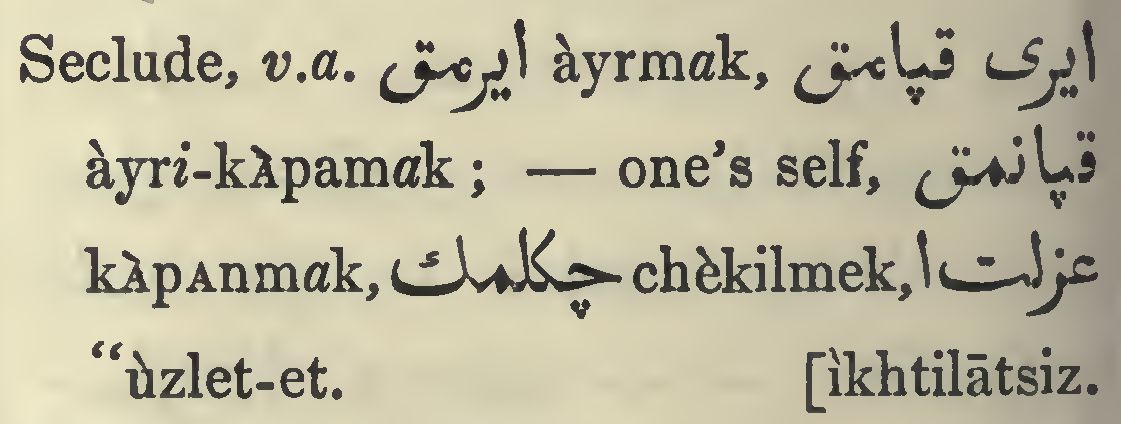 Seclude, v.a. ايرمق àyrmak, ايرى قپامق
àyri-kÀpamak ; — one's self, قپانمق
kÀpAnmak, چكلمك chèkilmek, عزلت ا
“ùzlet-et. [ìkhtilātsiz.